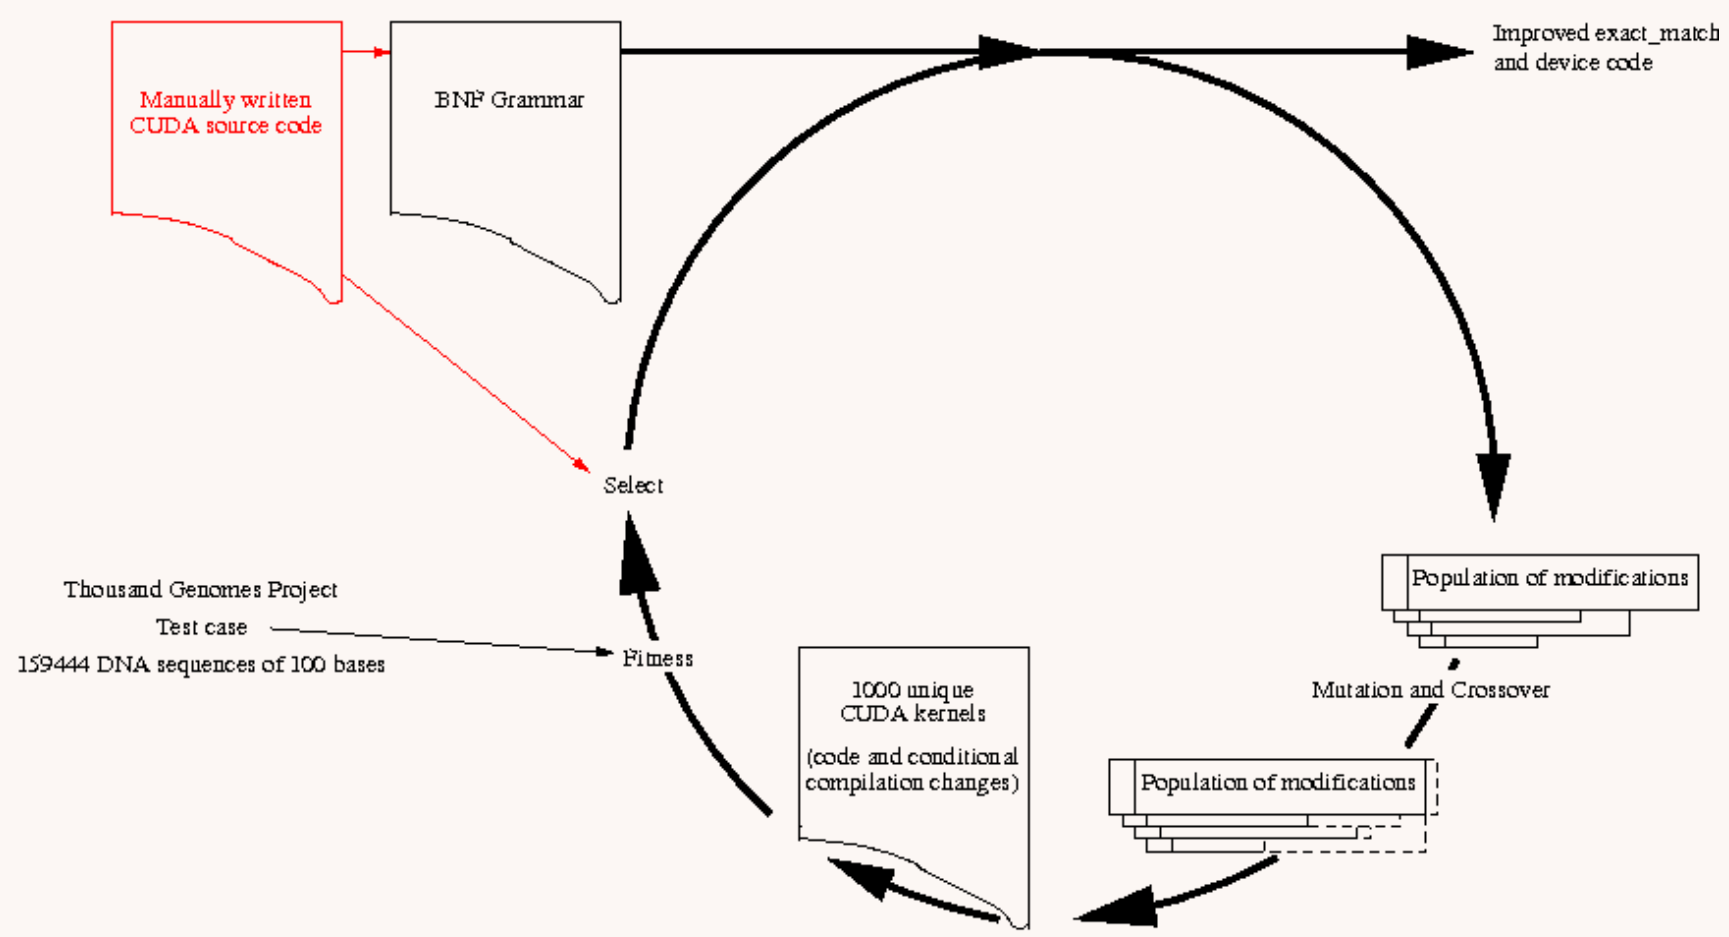 Improved exact_match
and device code
Manually written
CUDA source code
BNF Grammar
Select
Thousand Genomes Project
Test case
159444 DNA sequences of 100 bases
Fitness
1000 unique
CUDA kernels
(code and conditional
compilation changes)
Population of modifications
Mutation and Crossover
Population of modifications